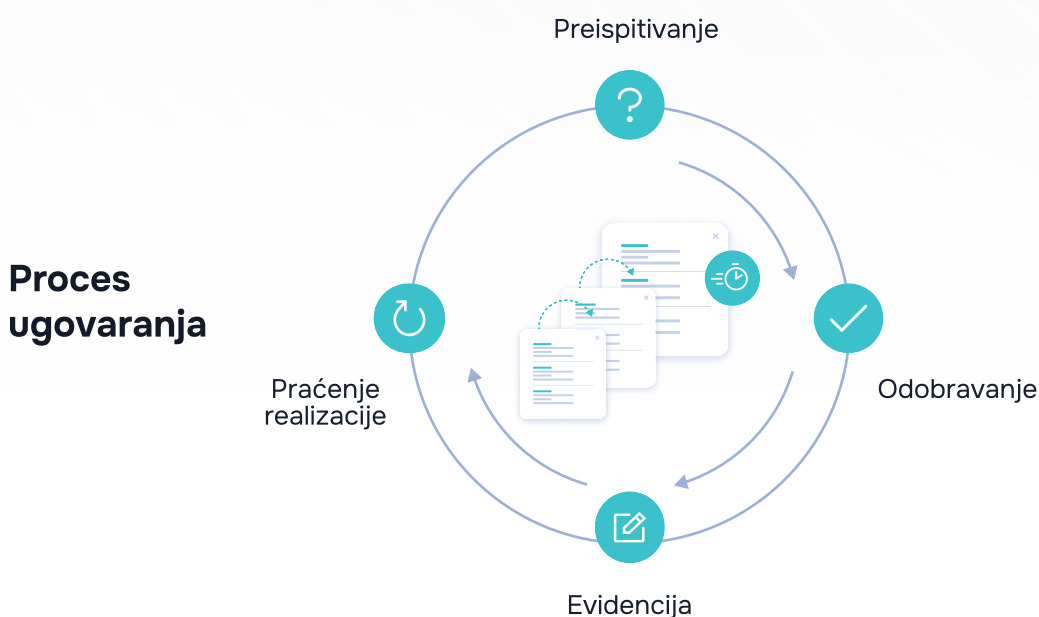 Preispitivanje
Proces
ugovaranja
Praćenje
realizacije
Odobravanje
Evidencija